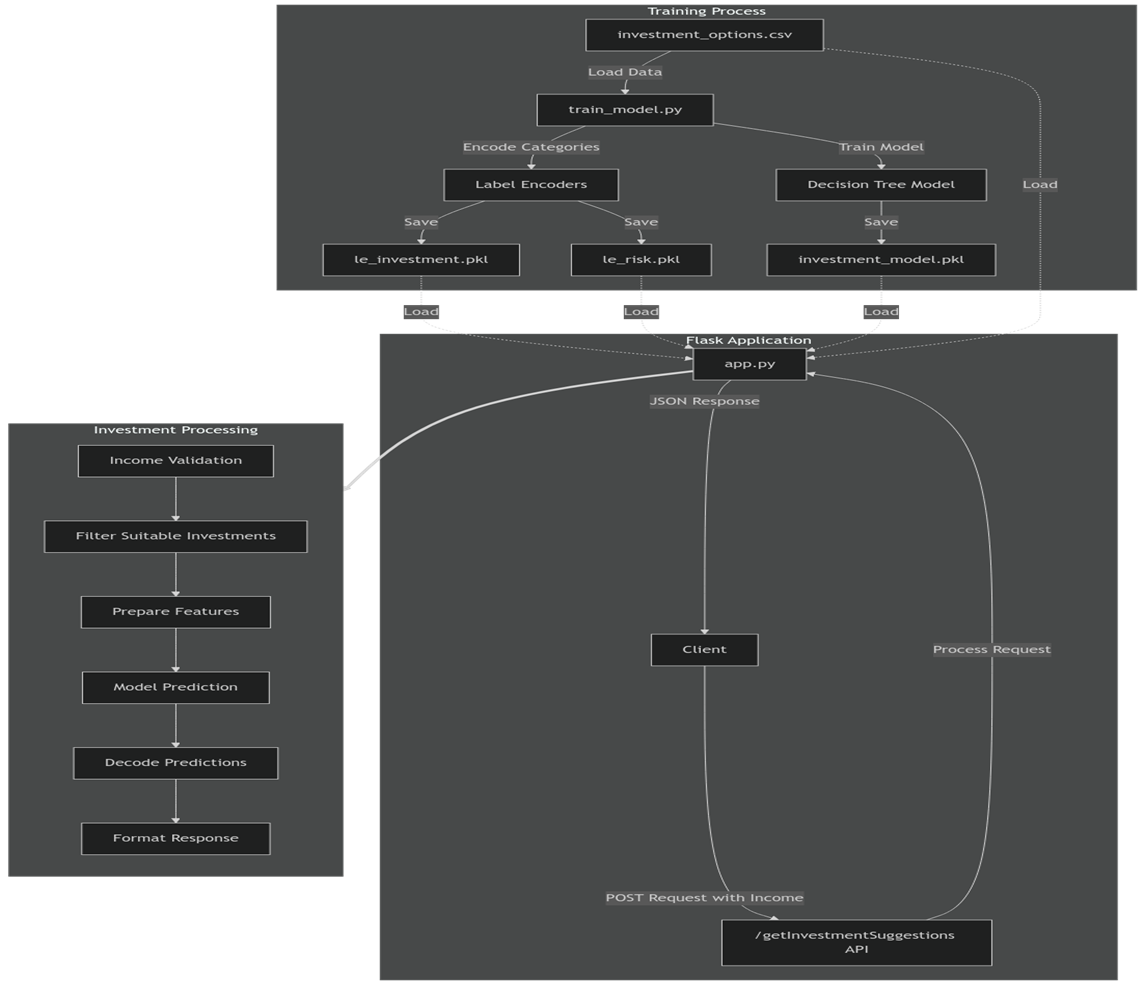 Training Process
investment_options.csv
Load Data
train_model.py
Encode Categories
Train Model
Label Encoders
Decision Tree Model
Load
Save
Save
Save
le_investment.pkl
le_risk.pkl
investment_model.pkl
Load
Load
Load
Flask Application
app.py
JSON Response
Investment Processing
Income Validation
Filter Suitable Investments
Prepare Features
Model Prediction
Decode Predictions
Format Response
Client
Process Request
POST Request with Income
/getInvestmentSuggestions
API